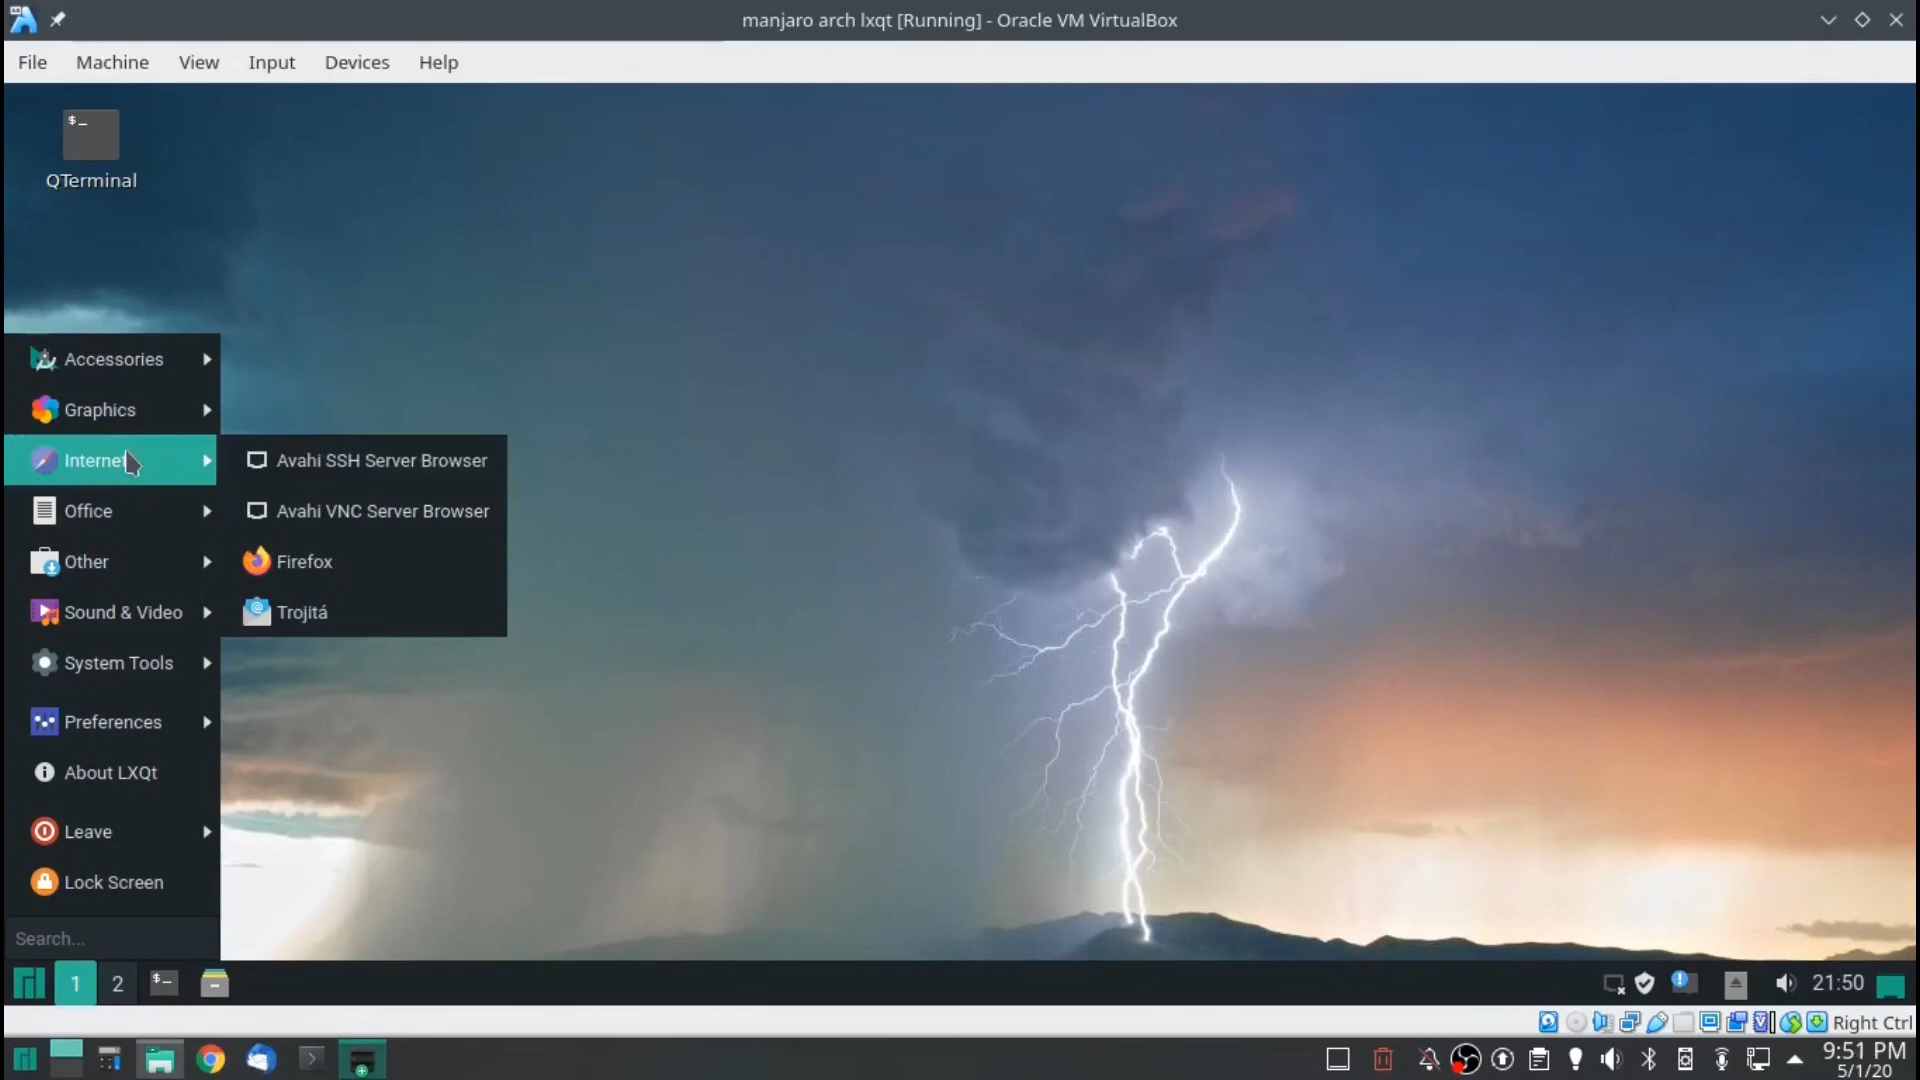 manjaro arch lxqt [Running] - Oracle VM VirtualBox
File Machine View Input Devices Help
$_
QTerminal
Accessories
Graphics
Internet
Office
Other
Sound & Video
System Tools
Preferences
About LXQt
Leave
Lock Screen
Search...
Avahi SSH Server Browser
Avahi VNC Server Browser
Firefox
Trojitá
1 2 $_ 21:50
Right Ctrl
9:51 PM
5/1/20